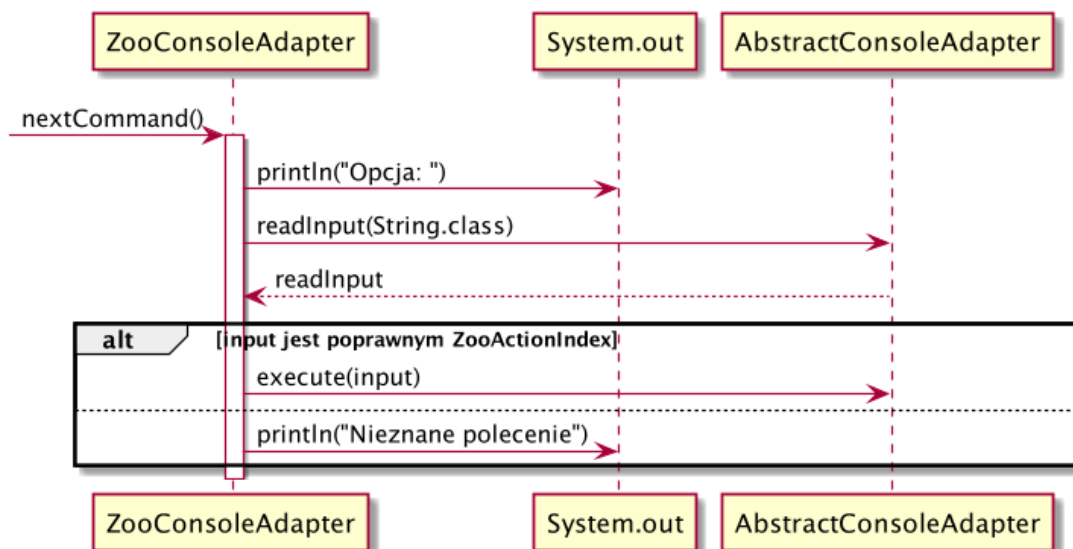 ZooConsoleAdapter System.out AbstractConsoleAdapter
nextCommand()
println("Opcja: ")
readInput(String.class)
readInput
alt [input jest poprawnym ZooActionIndex]
execute(input)
println("Nieznane polecenie")
ZooConsoleAdapter System.out AbstractConsoleAdapter